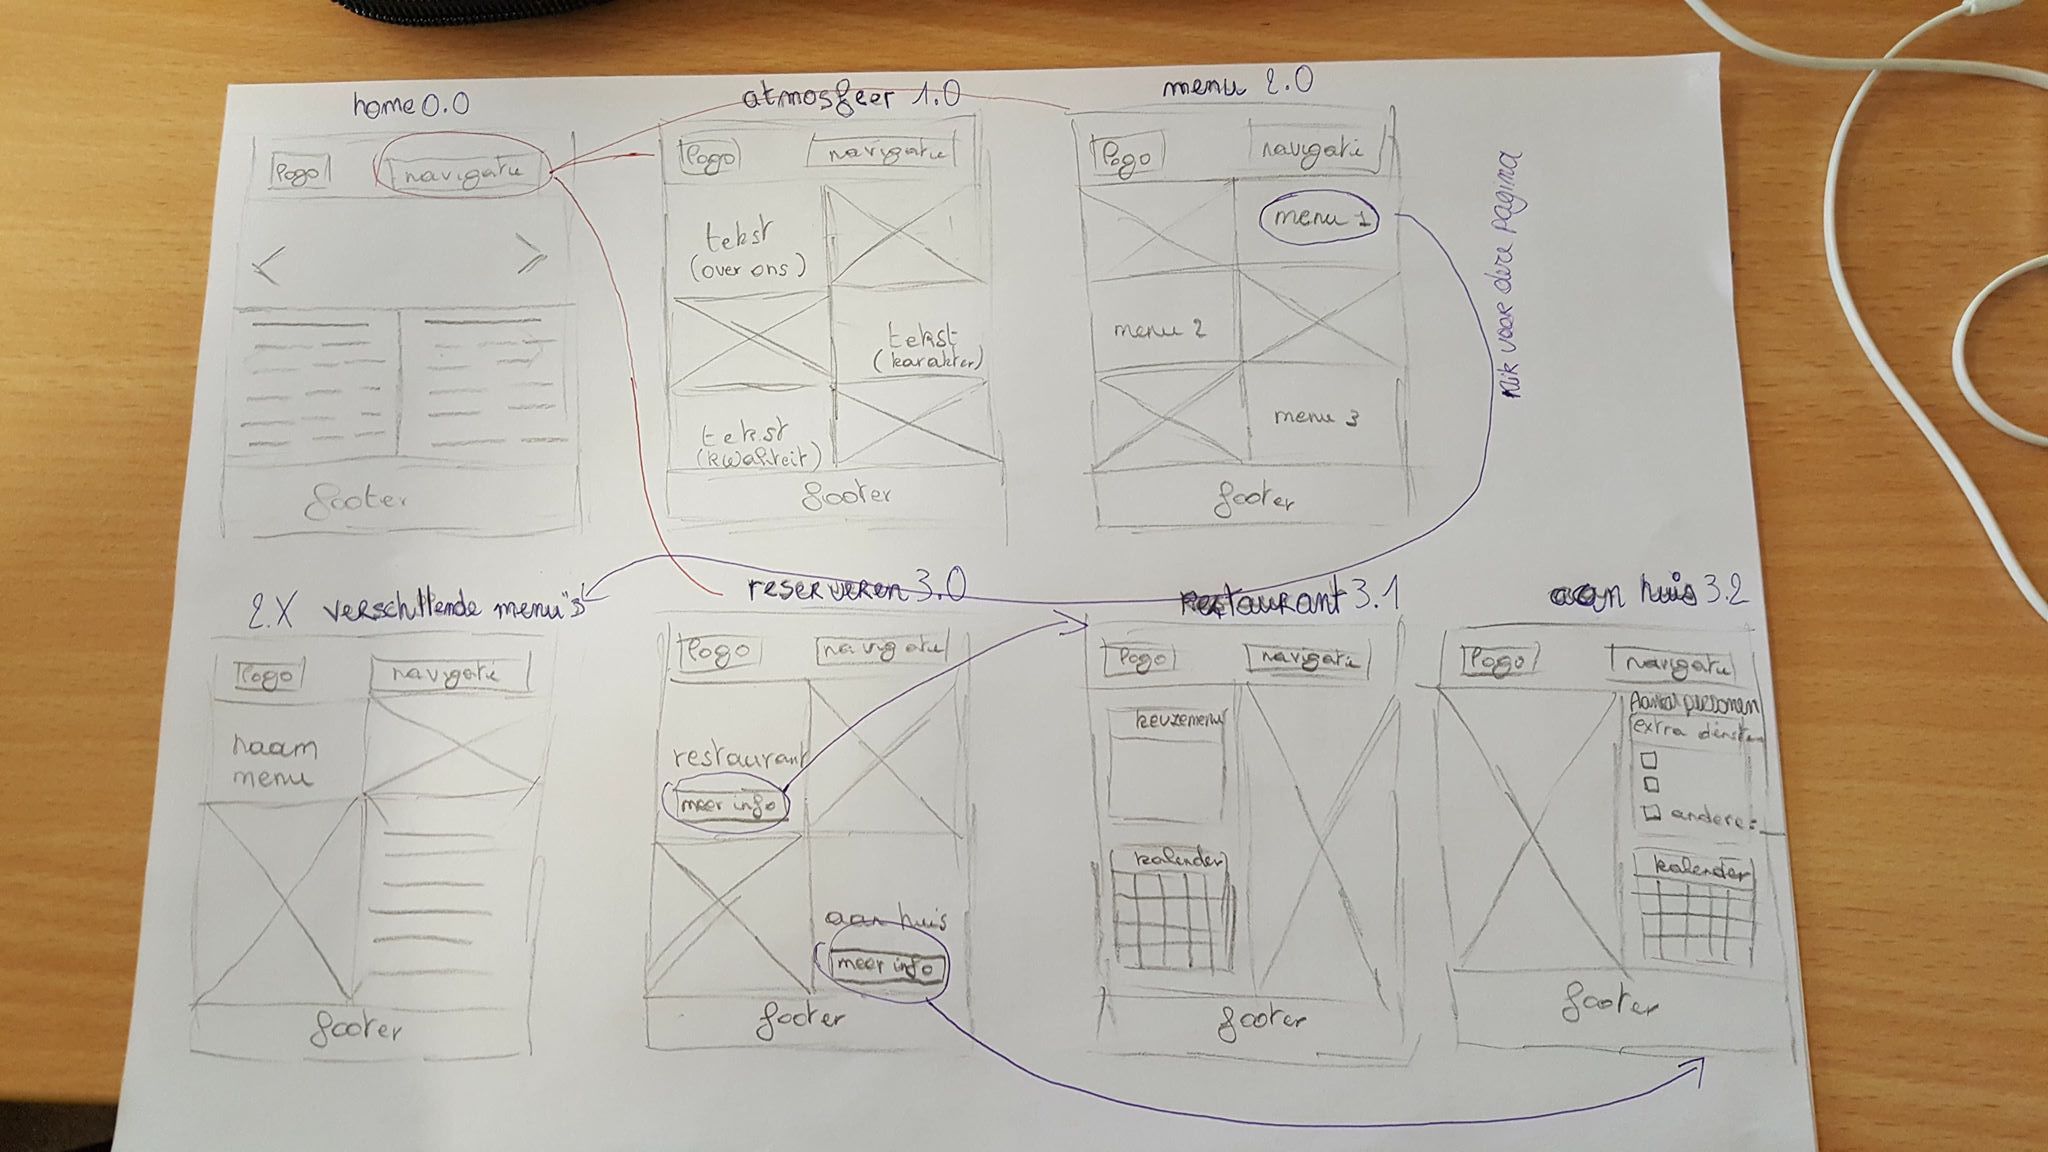 home 0.0
atmosfeer 1.0
menu 2.0
logo
navigatie
footer
logo
navigatie
tekst
(over ons)
tekst
(karakter)
tekst
(kwaliteit)
footer
logo
navigatie
menu 1
menu 2
menu 3
footer
klik voor deze pagina
2.X verschillende menu's
reserveren 3.0
restaurant 3.1
aan huis 3.2
logo
navigatie
naam
menu
footer
logo
navigatie
restaurant
meer info
aan huis
meer info
footer
logo
navigatie
keuzemenu
kalender
footer
logo
navigatie
Aantal personen
extra diensten
andere:
kalender
footer